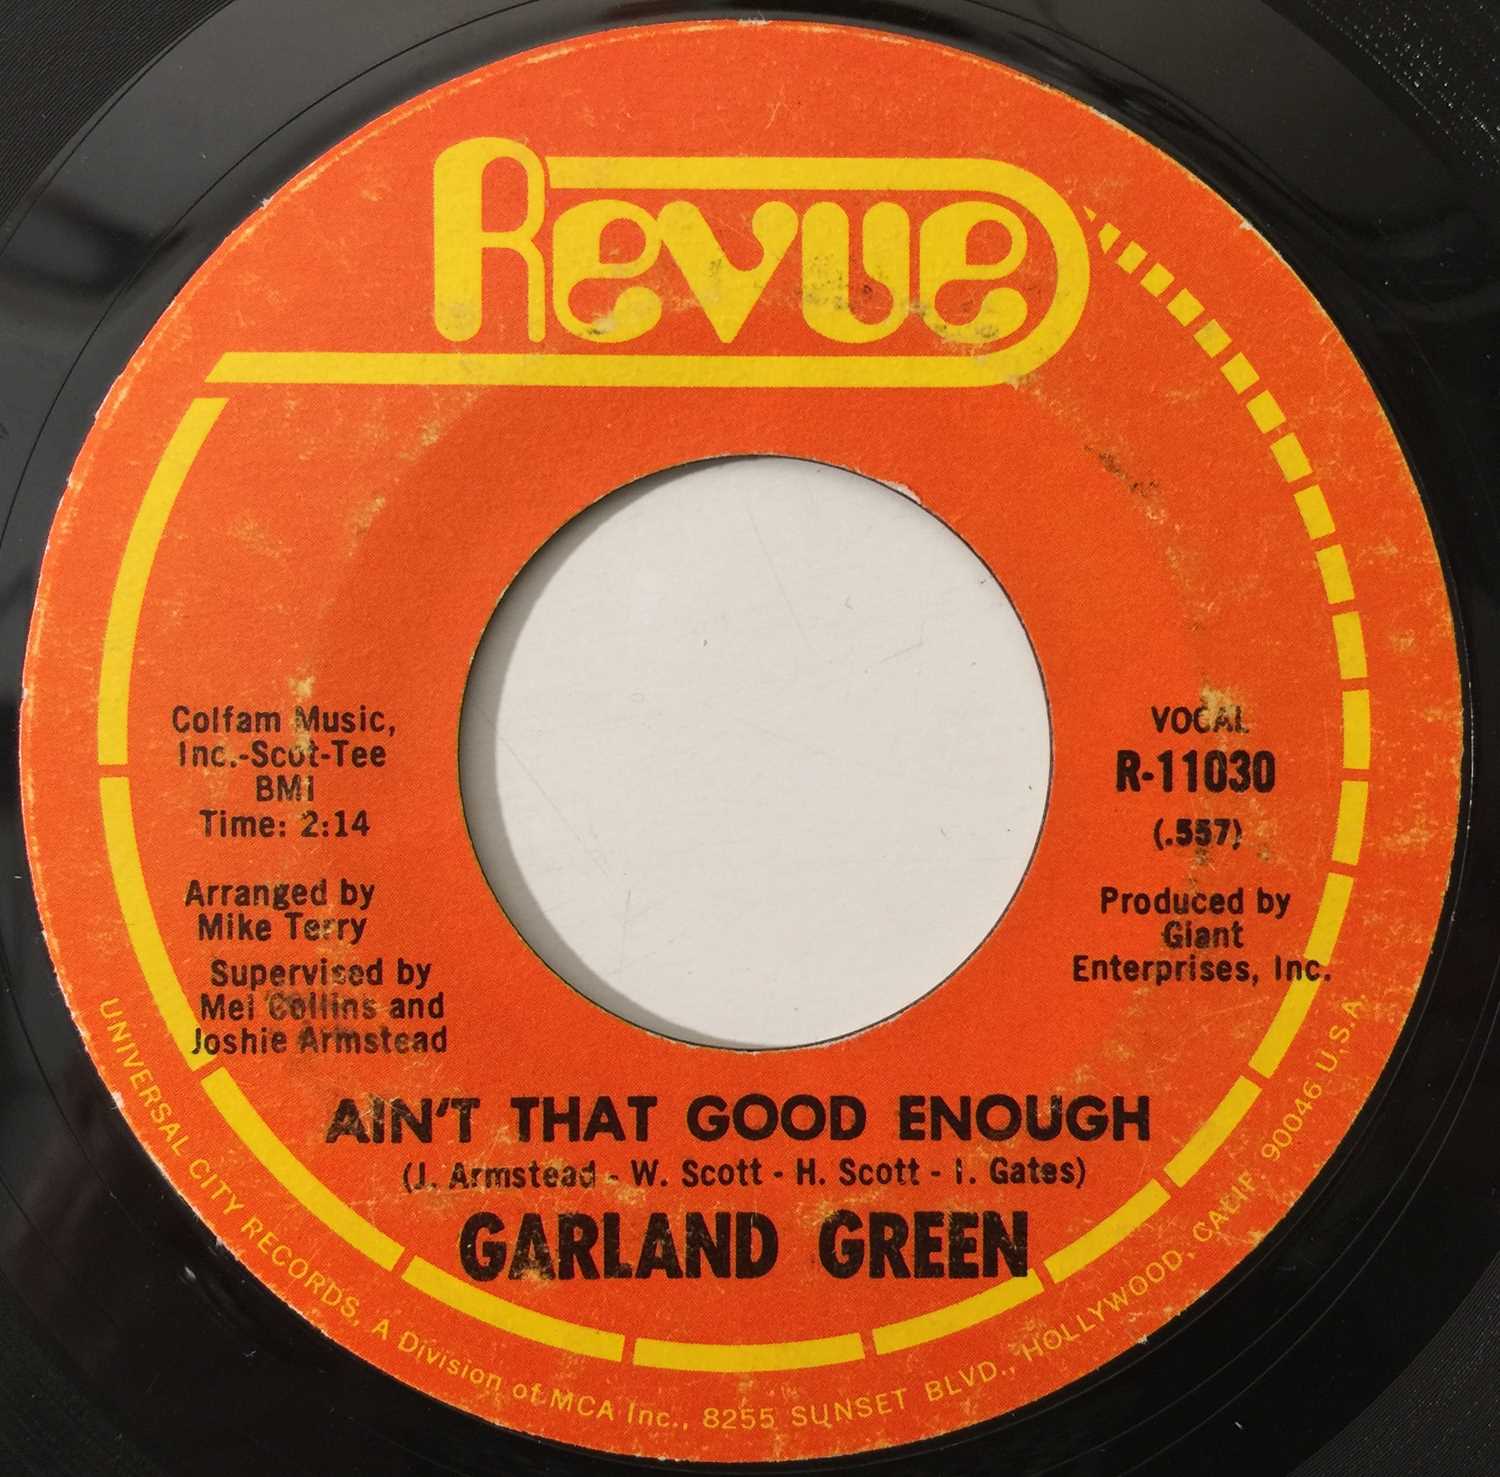 Revue
Colfam Music,
Inc.-Scot-Tee
BMI
Time: 2:14
Arranged by
Mike Terry
Supervised by
Mel Collins and
Joshie Armstead
VOCAL
R-11030
(.557)
Produced by
Giant
Enterprises, Inc.
AIN'T THAT GOOD ENOUGH
(J. Armstead - W. Scott - H. Scott - I. Gates)
GARLAND GREEN
UNIVERSAL CITY RECORDS, A Division of MCA Inc., 8255 SUNSET BLVD., HOLLYWOOD, CALIF. 90046 U.S.A.